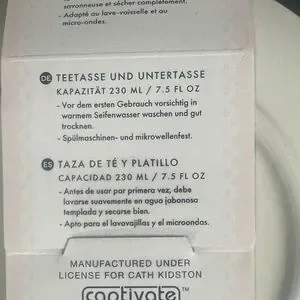 savonneuse et sécher complètement.
- Adapté au lave-vaisselle et au
micro-ondes.
DE TEETASSE UND UNTERTASSE
KAPAZITÄT 230 ML / 7.5 FL OZ
- Vor dem ersten Gebrauch vorsichtig in
warmem Seifenwasser waschen und gut
trocknen.
- Spülmaschinen- und mikrowellenfest.
ES TAZA DE TÉ Y PLATILLO
CAPACIDAD 230 ML / 7.5 FL OZ
- Antes de usar por primera vez, debe
lavarse suavemente en agua jabonosa
templada y secarse bien.
- Apto para el lavavajillas y el microondas.
MANUFACTURED UNDER
LICENSE FOR CATH KIDSTON
captivate™